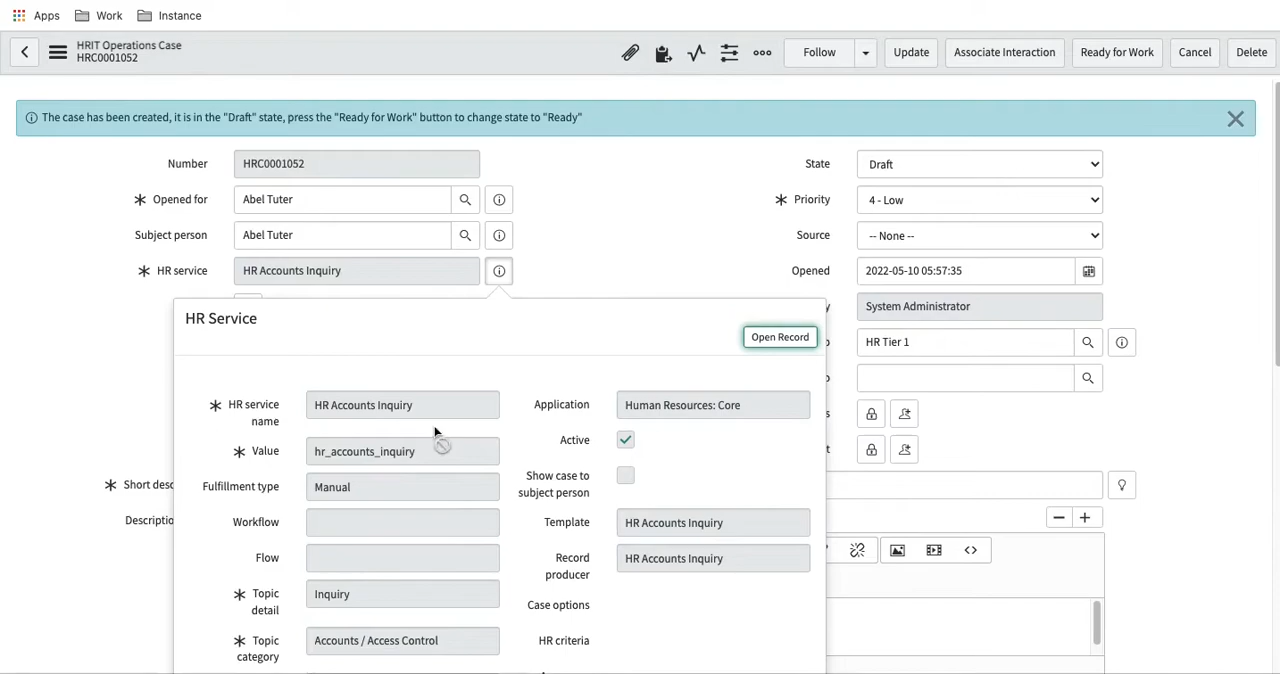 Apps Work Instance
HRIT Operations Case
HRC0001052
Follow Update Associate Interaction Ready for Work Cancel Delete
The case has been created, it is in the "Draft" state, press the "Ready for Work" button to change state to "Ready"
Number HRC0001052 State Draft
Opened for Abel Tuter Priority 4 - Low
Subject person Abel Tuter Source -- None --
HR service HR Accounts Inquiry Opened 2022-05-10 05:57:35
System Administrator
HR Tier 1
HR Service
Open Record
HR service name HR Accounts Inquiry Application Human Resources: Core
Active
Value hr_accounts_inquiry
Show case to
subject person
Short desc Fulfillment type Manual
Descriptio Workflow Template HR Accounts Inquiry
Flow Record producer HR Accounts Inquiry
Topic detail Inquiry Case options
Topic category Accounts / Access Control HR criteria